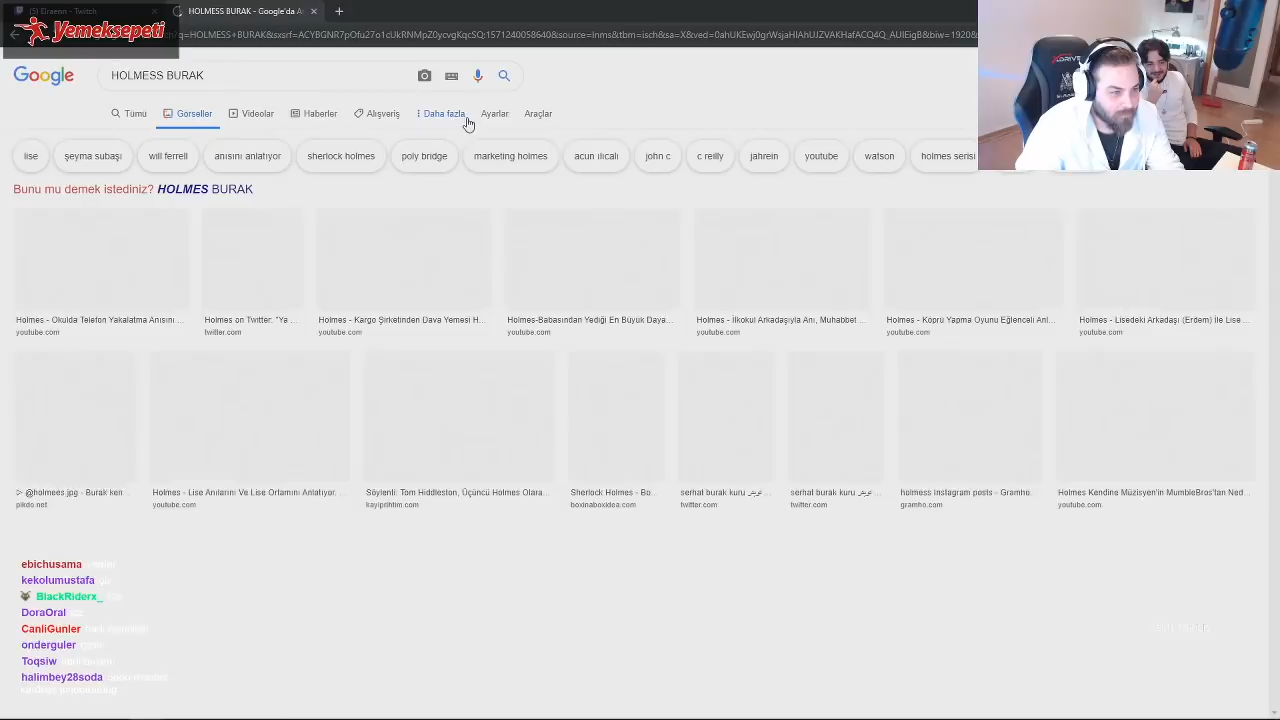 (5) Elraenn - Twitch
HOLMESS BURAK - Google'da A
Yemeksepeti
Google
HOLMESS BURAK
Tümü Görseller Videolar Haberler Alışveriş Daha fazla Ayarlar Araçlar
lise şeyma subaşı will ferrell anısını anlatıyor sherlock holmes poly bridge marketing holmes acun ılıcalı john c c reilly jahrein youtube watson holmes serisi
Bunu mu demek istediniz? HOLMES BURAK
Holmes - Okulda Telefon Yakalatma Anısını ...
youtube.com
Holmes on Twitter: "Ya ...
twitter.com
Holmes - Kargo Şirketinden Dava Yemesi H...
youtube.com
Holmes-Babasından Yediği En Büyük Daya...
youtube.com
Holmes - İlkokul Arkadaşıyla Anı, Muhabbet ...
youtube.com
Holmes - Köprü Yapma Oyunu Eğlenceli Anl...
youtube.com
Holmes - Lisedeki Arkadaşı (Erdem) İle Lise ...
youtube.com
@holmees.jpg - Burak ken...
pikdo.net
Holmes - Lise Anılarını Ve Lise Ortamını Anlatıyor. ...
youtube.com
Söylenti: Tom Hiddleston, Üçüncü Holmes Olara...
kayiprihtim.com
Sherlock Holmes - Bo...
boxinaboxidea.com
serhat burak kuru
twitter.com
serhat burak kuru
twitter.com
holmess Instagram posts - Gramho.
gramho.com
Holmes Kendine Müzisyen'in MumbleBros'tan Ned...
youtube.com
ebichusama
kekolumustafa
BlackRiderx_
DoraOral
CanliGunler
onderguler
Toqsiw
halimbey28soda